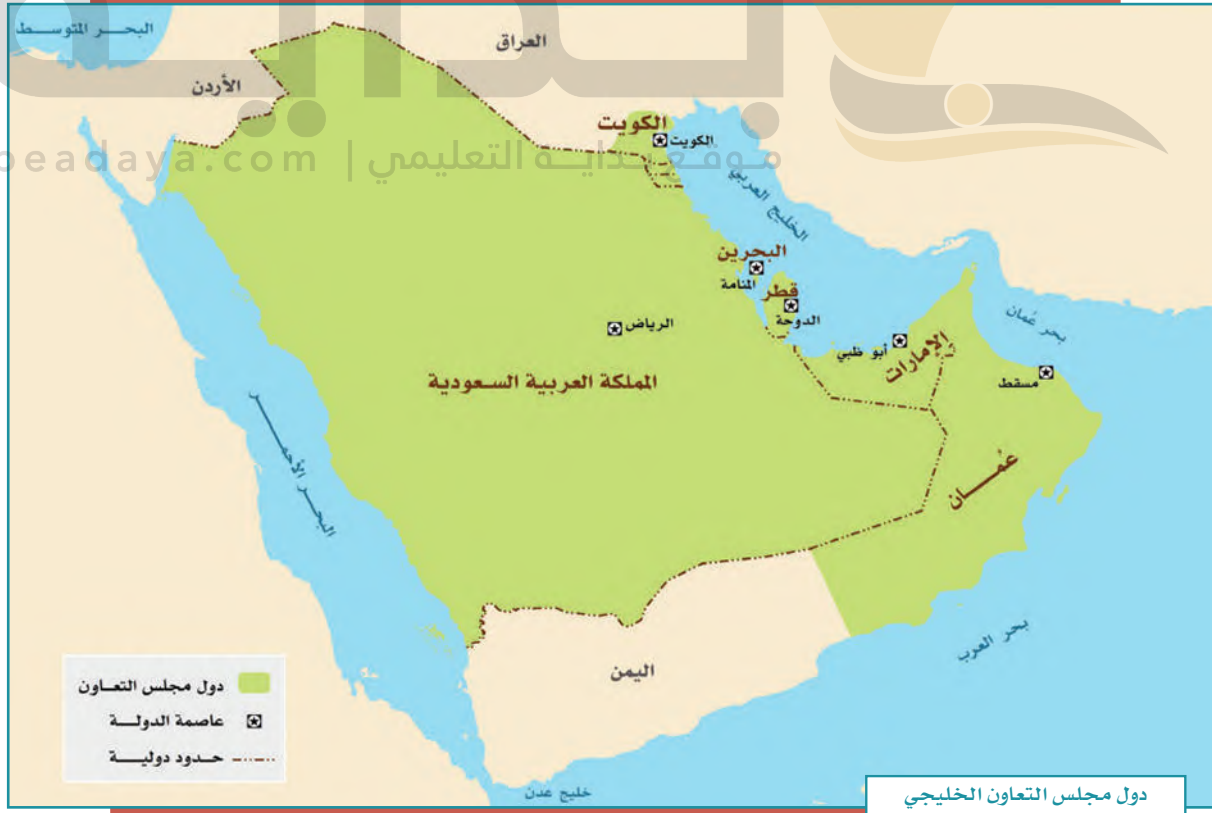 البحر المتوسط
العراق
الأردن
بداية
beadaya.com | موقع بداية التعليمي
الكويت
الكويت
الخليج العربي
البحرين
المنامة
قطر
الدوحة
الرياض
المملكة العربية السعودية
أبو ظبي
الإمارات
بحر عُمان
مسقط
عُمان
البحر الأحمر
بحر العرب
اليمن
خليج عدن
دول مجلس التعاون
عاصمة الدولة
حدود دولية
دول مجلس التعاون الخليجي